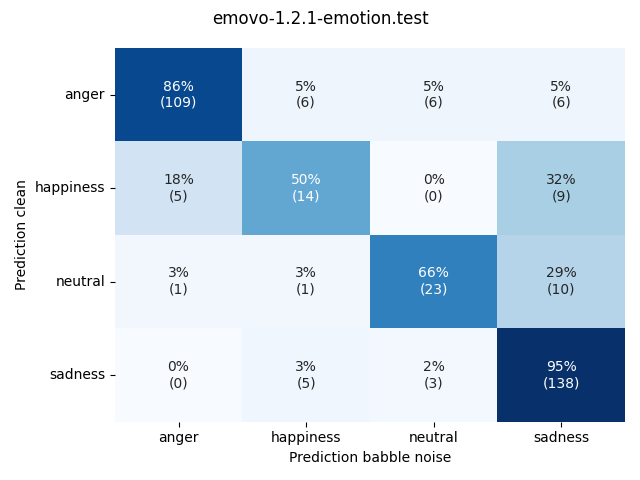 emovo-1.2.1-emotion.test
anger
86% 5% 5% 5%
(109) (6) (6) (6)
happiness
18% 50% 0% 32%
(5) (14) (0) (9)
neutral
3% 3% 66% 29%
(1) (1) (23) (10)
sadness
0% 3% 2% 95%
(0) (5) (3) (138)
Prediction clean
anger happiness neutral sadness
Prediction babble noise